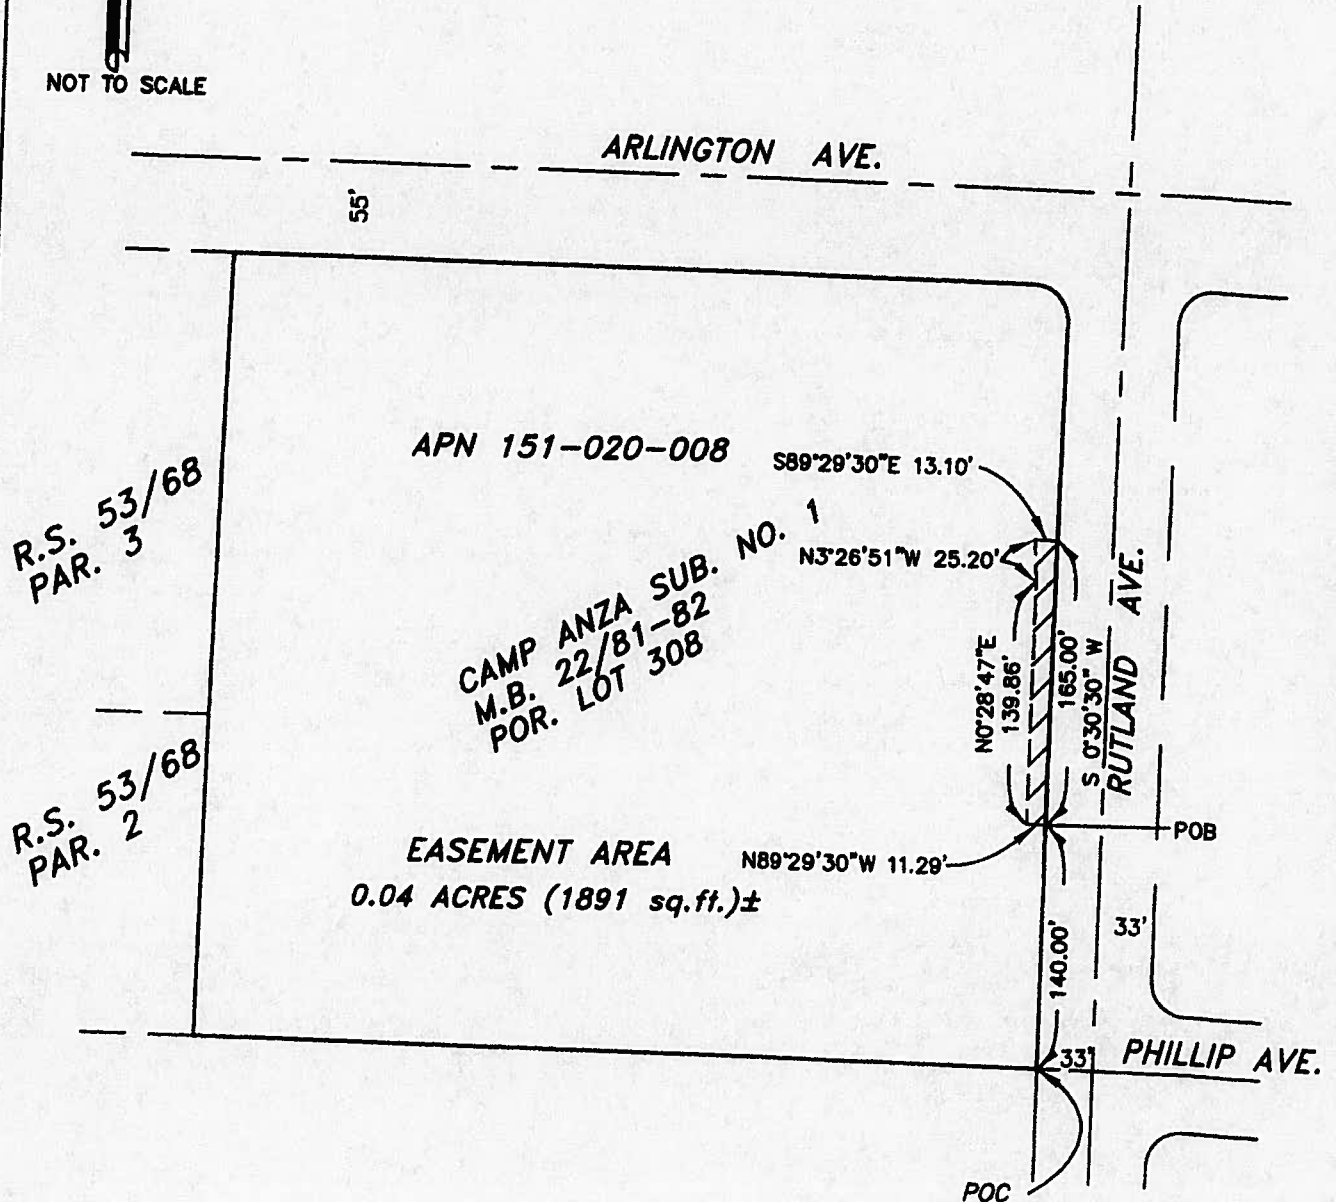 NOT TO SCALE
ARLINGTON AVE.
55'
APN 151-020-008
S89°29'30"E 13.10'
R.S. 53/68
PAR. 3
CAMP ANZA SUB. NO. 1
M.B. 22/81-82
POR. LOT 308
N3°26'51"W 25.20'
N0°28'47"E
139.86'
165.00'
S 0°30'30" W
RUTLAND AVE.
R.S. 53/68
PAR. 2
POB
EASEMENT AREA
0.04 ACRES (1891 sq.ft.)±
N89°29'30"W 11.29'
140.00'
33'
33'
PHILLIP AVE.
POC